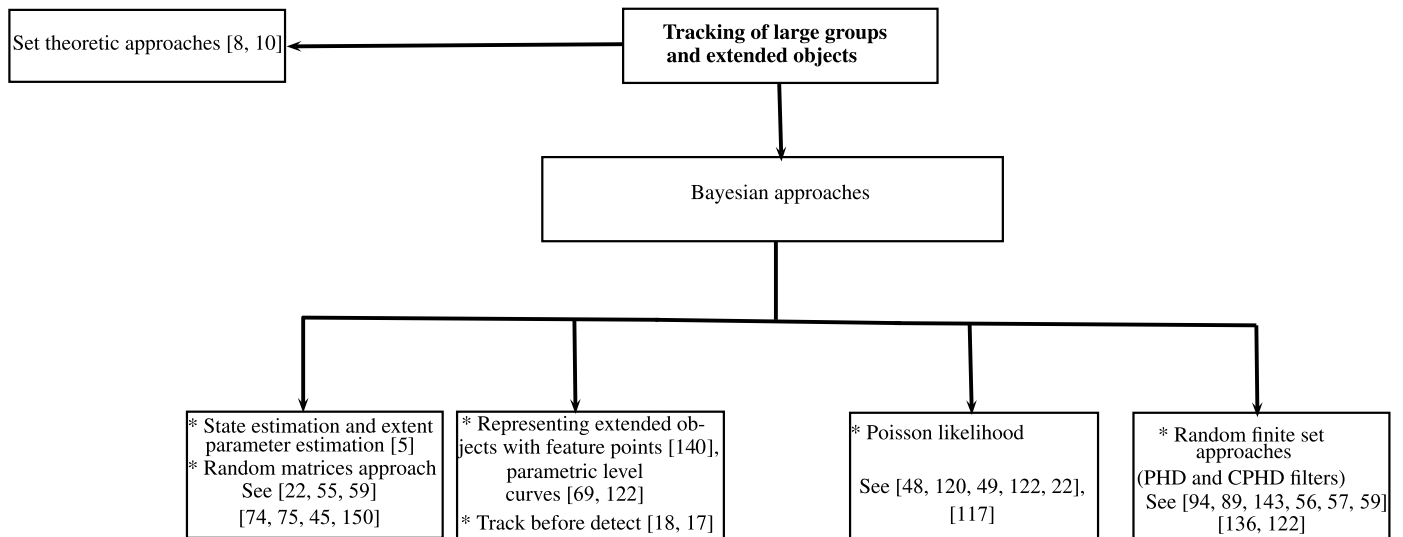 Set theoretic approaches [8, 10]
Tracking of large groups
and extended objects
Bayesian approaches
* State estimation and extent
parameter estimation [5]
* Random matrices approach
See [22, 55, 59]
[74, 75, 45, 150]
* Representing extended ob-
jects with feature points [140],
parametric level
curves [69, 122]
* Track before detect [18, 17]
* Poisson likelihood
See [48, 120, 49, 122, 22],
[117]
* Random finite set
approaches
(PHD and CPHD filters)
See [94, 89, 143, 56, 57, 59]
[136, 122]